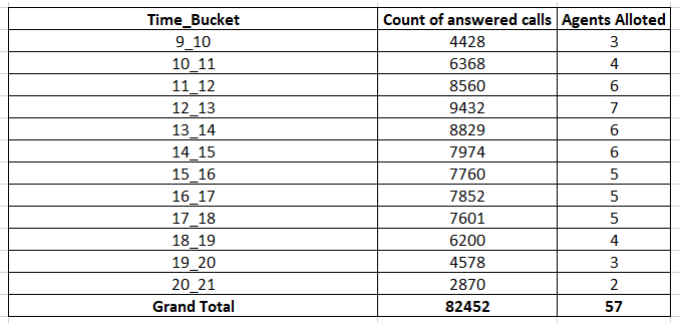 Time_Bucket Count of answered calls Agents Alloted
9_10 4428 3
10_11 6368 4
11_12 8560 6
12_13 9432 7
13_14 8829 6
14_15 7974 6
15_16 7760 5
16_17 7852 5
17_18 7601 5
18_19 6200 4
19_20 4578 3
20_21 2870 2
Grand Total 82452 57